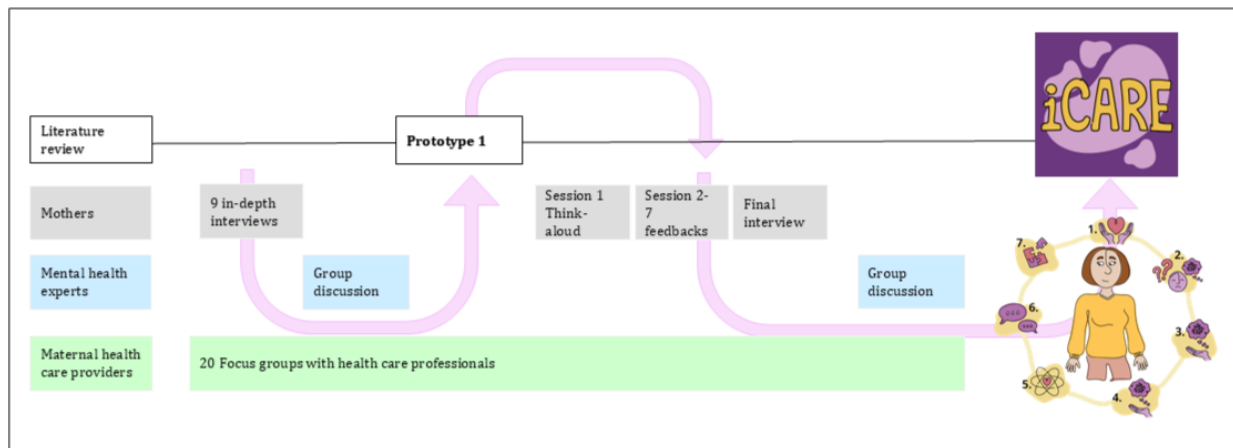 iCARE
Literature
review
Prototype 1
Mothers
9 in-depth
interviews
Session 1
Think-
aloud
Session 2-
7
feedbacks
Final
interview
1.
7.
2.
Mental health
experts
Group
discussion
Group
discussion
6.
3.
Maternal health
care providers
20 Focus groups with health care professionals
5.
4.